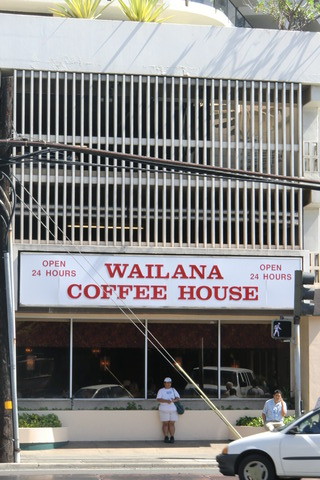 OPEN
24 HOURS
WAILANA
COFFEE HOUSE
OPEN
24 HOURS